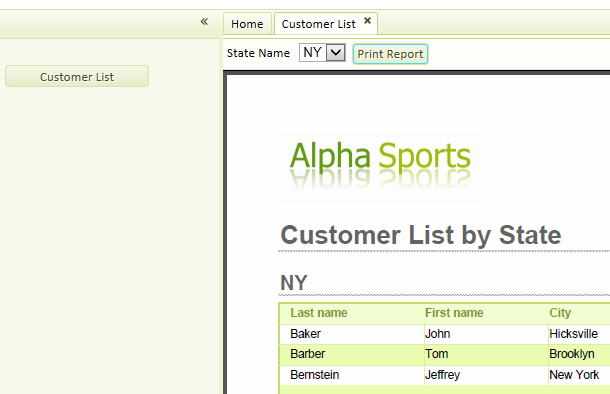 « Home Customer List ×
State Name NY Print Report
Customer List
Alpha Sports
Customer List by State
NY
Last name First name City
Baker John Hicksville
Barber Tom Brooklyn
Bernstein Jeffrey New York